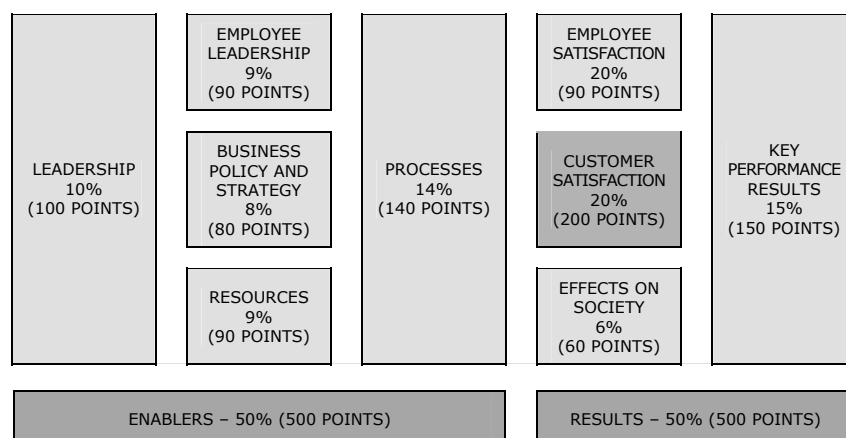 LEADERSHIP
10%
(100 POINTS)
EMPLOYEE
LEADERSHIP
9%
(90 POINTS)
BUSINESS
POLICY AND
STRATEGY
8%
(80 POINTS)
RESOURCES
9%
(90 POINTS)
PROCESSES
14%
(140 POINTS)
EMPLOYEE
SATISFACTION
20%
(90 POINTS)
CUSTOMER
SATISFACTION
20%
(200 POINTS)
EFFECTS ON
SOCIETY
6%
(60 POINTS)
KEY
PERFORMANCE
RESULTS
15%
(150 POINTS)
ENABLERS – 50% (500 POINTS)
RESULTS – 50% (500 POINTS)